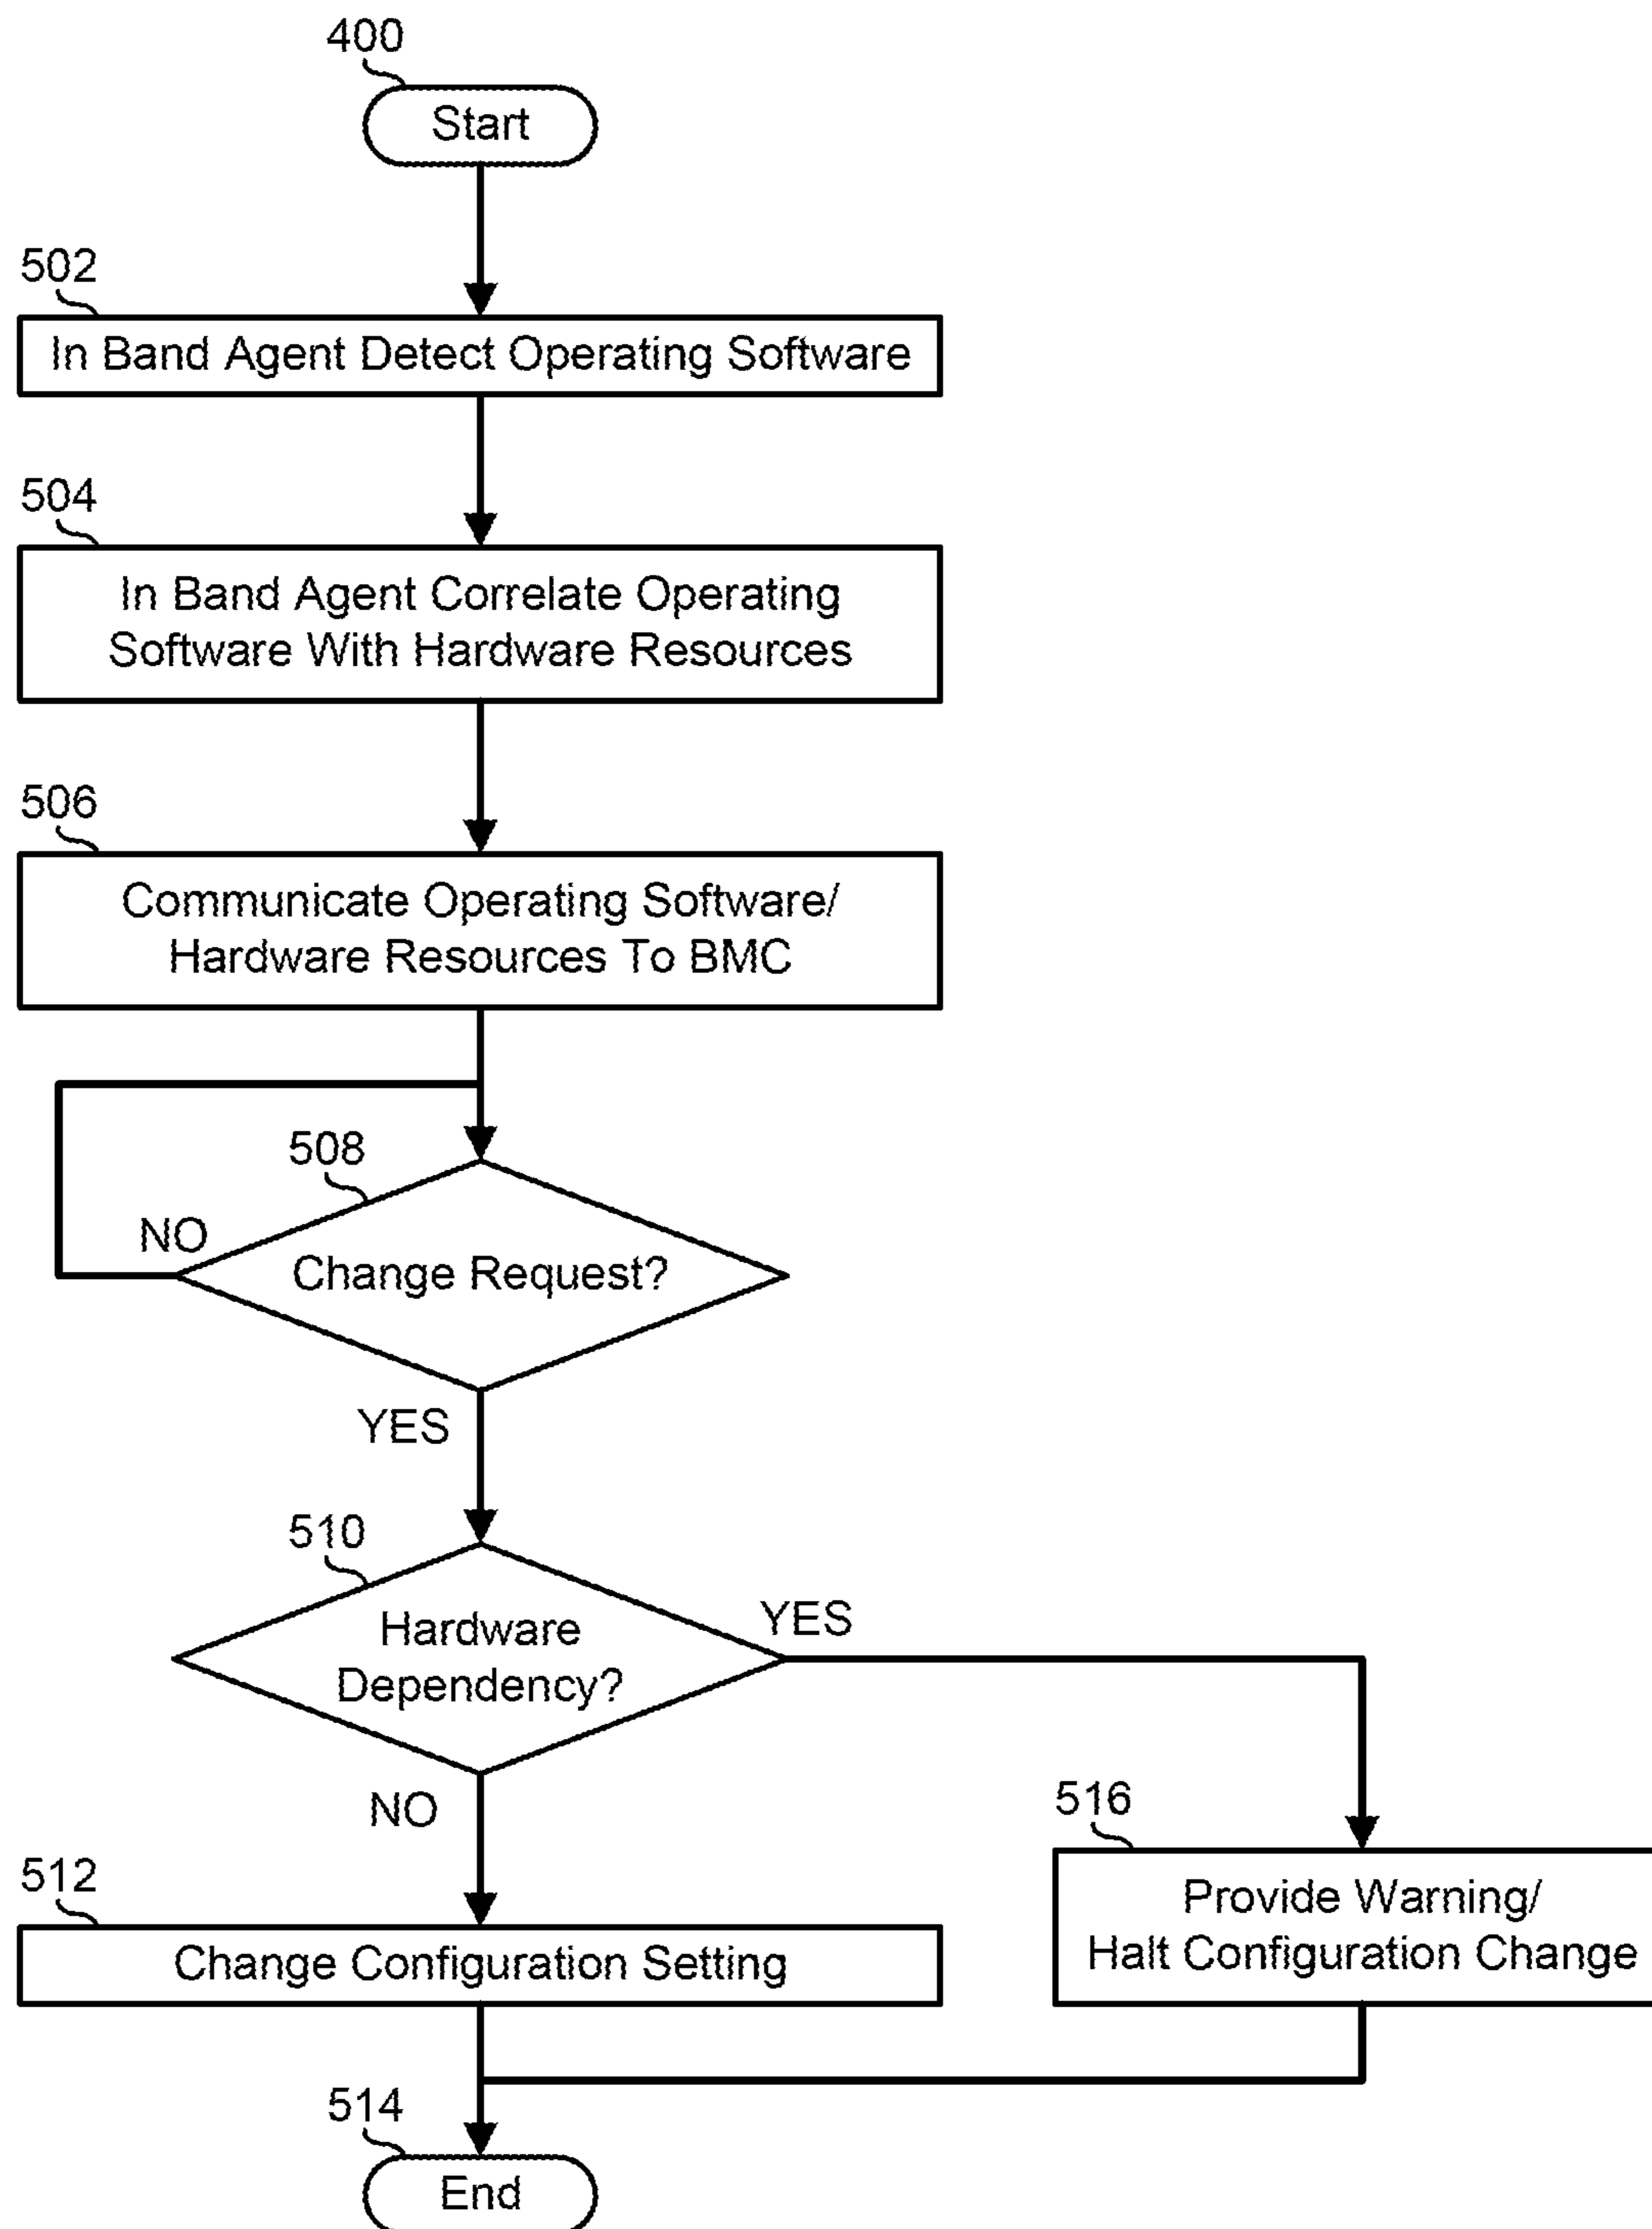 400
Start
502
In Band Agent Detect Operating Software
504
In Band Agent Correlate Operating
Software With Hardware Resources
506
Communicate Operating Software/
Hardware Resources To BMC
508
NO
Change Request?
YES
510
Hardware
Dependency?
YES
NO
516
Provide Warning/
Halt Configuration Change
512
Change Configuration Setting
514
End